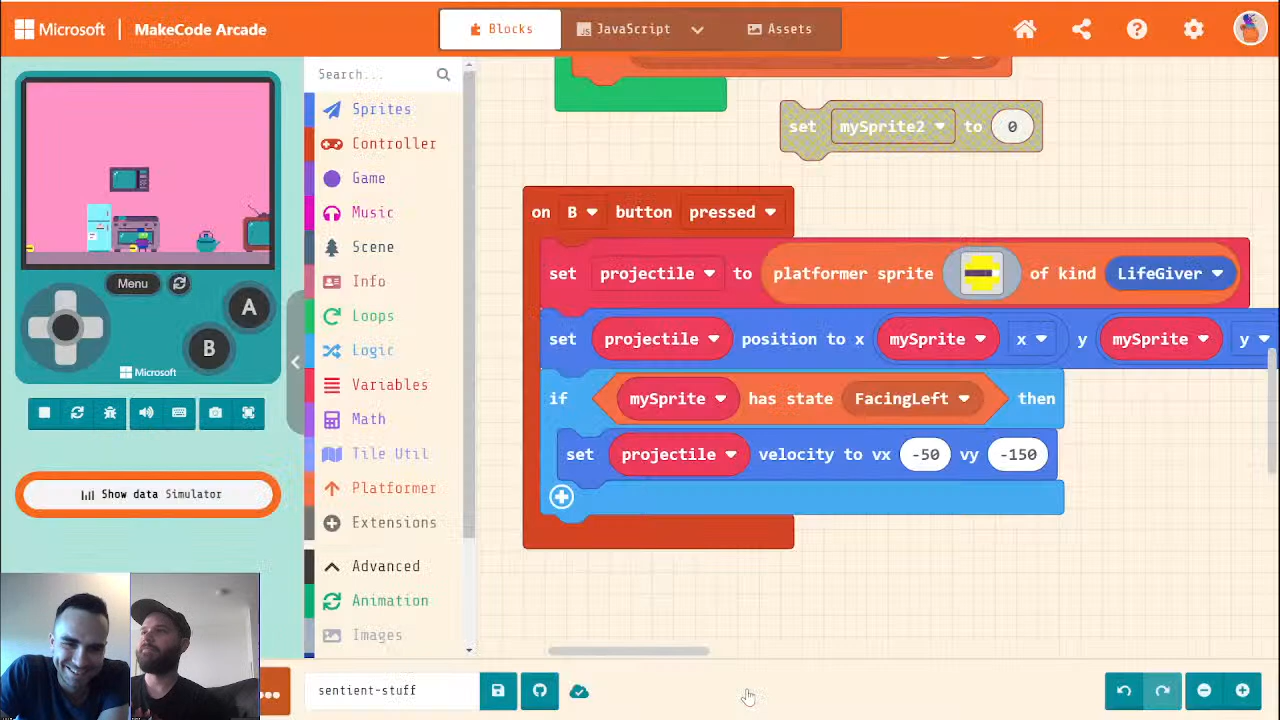 Microsoft | MakeCode Arcade
Blocks
JavaScript
Assets
Search...
Sprites
Controller
Game
Music
Scene
Info
Loops
Logic
Variables
Math
Tile Util
Platformer
Extensions
Advanced
Animation
Images
Menu
A
B
Microsoft
Show data Simulator
set mySprite2 to 0
on B button pressed
set projectile to platformer sprite of kind LifeGiver
set projectile position to x mySprite x y mySprite y
if mySprite has state FacingLeft then
set projectile velocity to vx -50 vy -150
sentient-stuff